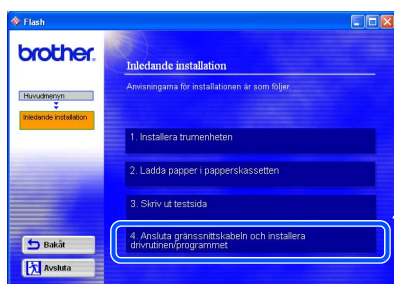 Flash
brother.
Huvudmenyn
Inledande installation
Bakåt
Avsluta
Inledande installation
Anvisningarna för installationen är som följer
1. Installera trumenheten
2. Ladda papper i papperskassetten
3. Skriv ut testsida
4. Ansluta gränssnittskabeln och installera
drivrutinen/programmet